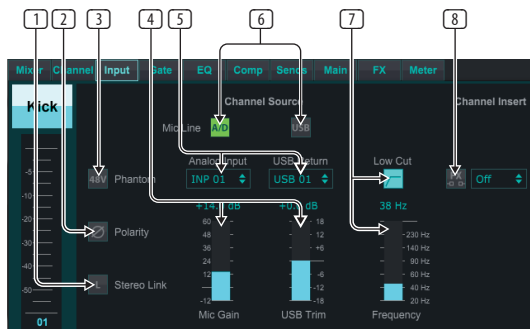 1 2 3 4 5 6 7 8
Mixer Channel Input Gate EQ Comp Sends Main FX Meter
Kick
Channel Source
Channel Insert
Mic Line A/D USB
Analog Input USB Return Low Cut
48V Phantom INP 01 USB 01 FX Off
dB dB 38 Hz
Ø Polarity
L Stereo Link
-5
-10
-20
-30
-40
-50
60
48
36
24
12
-12
18
12
+6
-6
-12
-18
230 Hz
140 Hz
90 Hz
60 Hz
40 Hz
20 Hz
Mic Gain USB Trim Frequency
01